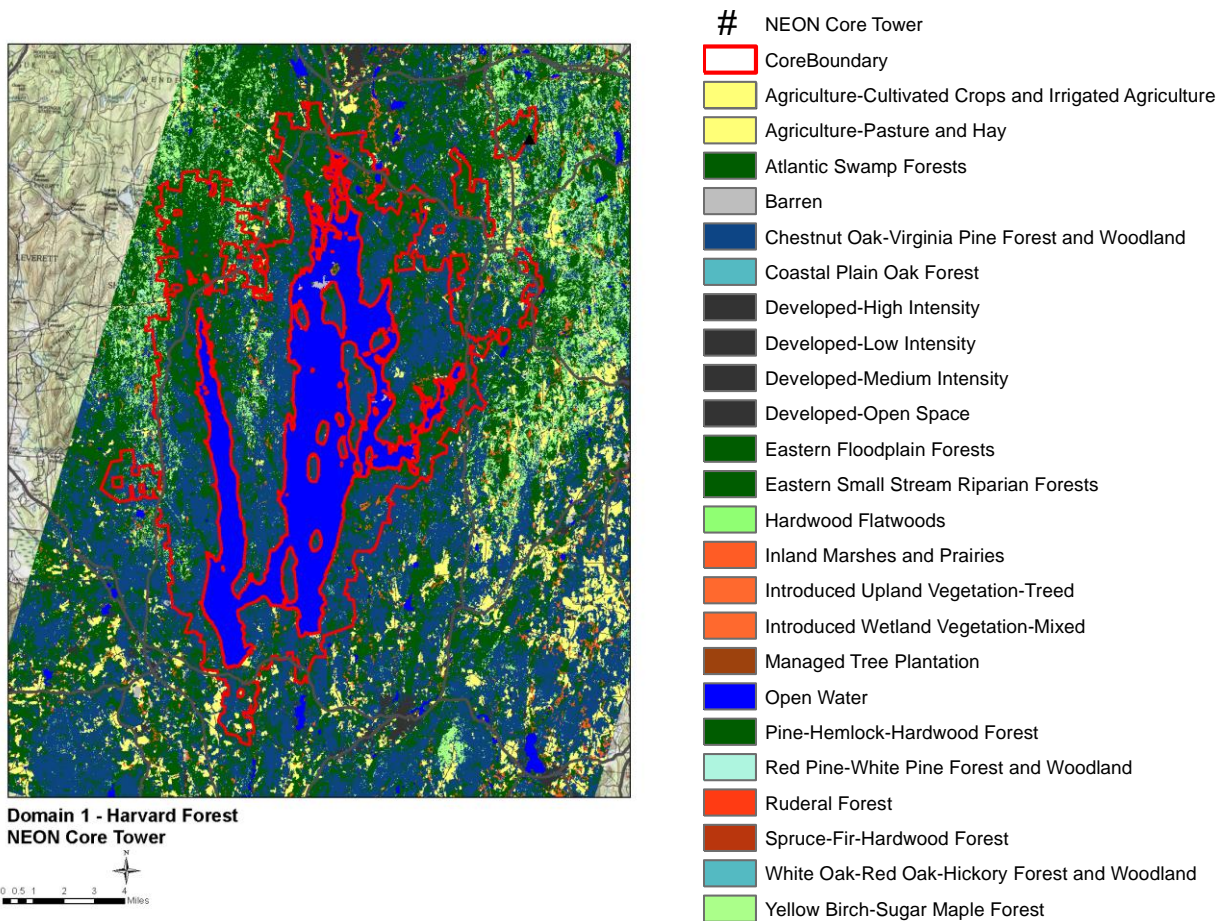 WENDE
LEVERETT
Domain 1 - Harvard Forest
NEON Core Tower
N
0 0.5 1 2 3 4
Miles
# NEON Core Tower
CoreBoundary
Agriculture-Cultivated Crops and Irrigated Agriculture
Agriculture-Pasture and Hay
Atlantic Swamp Forests
Barren
Chestnut Oak-Virginia Pine Forest and Woodland
Coastal Plain Oak Forest
Developed-High Intensity
Developed-Low Intensity
Developed-Medium Intensity
Developed-Open Space
Eastern Floodplain Forests
Eastern Small Stream Riparian Forests
Hardwood Flatwoods
Inland Marshes and Prairies
Introduced Upland Vegetation-Treed
Introduced Wetland Vegetation-Mixed
Managed Tree Plantation
Open Water
Pine-Hemlock-Hardwood Forest
Red Pine-White Pine Forest and Woodland
Ruderal Forest
Spruce-Fir-Hardwood Forest
White Oak-Red Oak-Hickory Forest and Woodland
Yellow Birch-Sugar Maple Forest